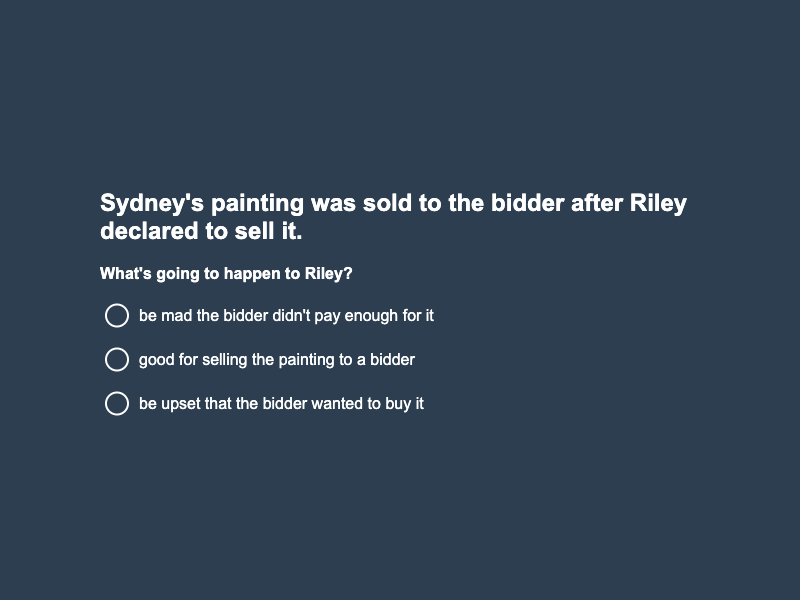 Sydney's painting was sold to the bidder after Riley
declared to sell it.
What's going to happen to Riley?
be mad the bidder didn't pay enough for it
good for selling the painting to a bidder
be upset that the bidder wanted to buy it